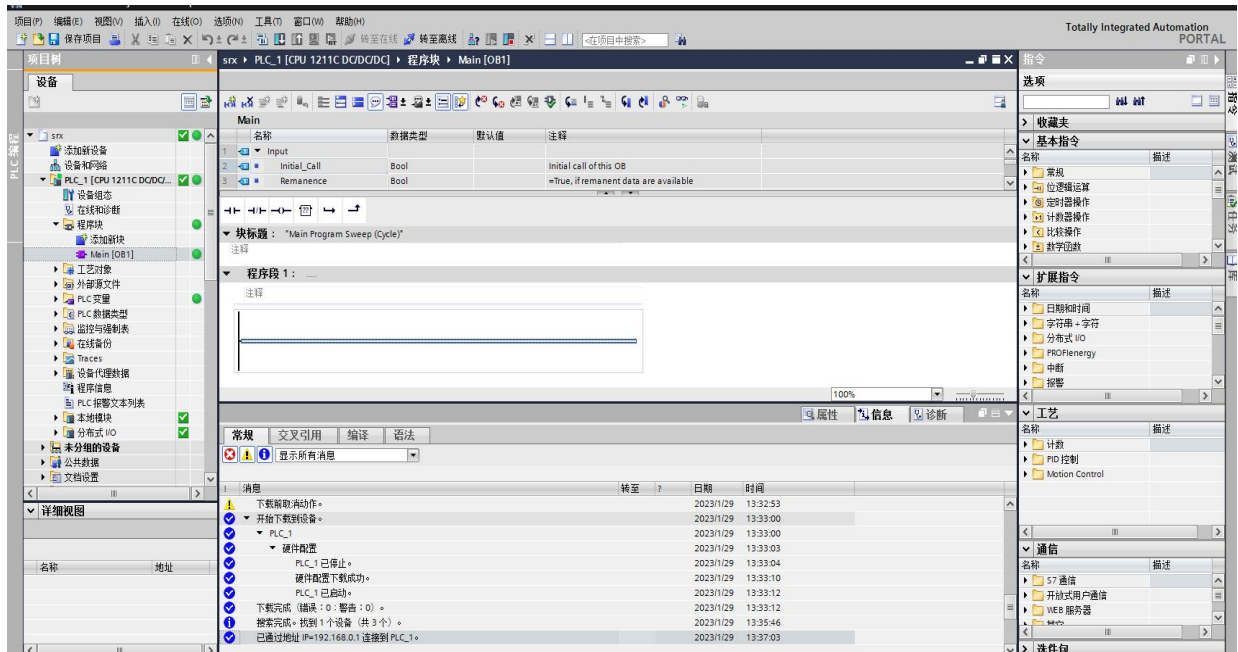 项目(P) 编辑(E) 视图(V) 插入(I) 在线(O) 选项(N) 工具(T) 窗口(W) 帮助(H)
Totally Integrated Automation
PORTAL
保存项目 转至在线 转至离线 <在项目中搜索>
项目树
设备
PLC 编程
srx
添加新设备
设备和网络
PLC_1 [CPU 1211C DC/DC/...
设备组态
在线和诊断
程序块
添加新块
Main [OB1]
工艺对象
外部源文件
PLC 变量
PLC 数据类型
监控与强制表
在线备份
Traces
设备代理数据
程序信息
PLC 报警文本列表
本地模块
分布式 I/O
未分组的设备
公共数据
文档设置
详细视图
名称 地址
srx PLC_1 [CPU 1211C DC/DC/DC] 程序块 Main [OB1]
Main
名称 数据类型 默认值 注释
1 Input
2 Initial_Call Bool Initial call of this OB
3 Remanence Bool =True, if remanent data are available
块标题： "Main Program Sweep (Cycle)"
注释
程序段 1： .....
注释
100%
属性 信息 诊断
常规 交叉引用 编译 语法
显示所有消息
! 消息 转至 ? 日期 时间
下载前取消动作。 2023/1/29 13:32:53
开始下载到设备。 2023/1/29 13:33:00
PLC_1 2023/1/29 13:33:00
硬件配置 2023/1/29 13:33:03
PLC_1 已停止。 2023/1/29 13:33:04
硬件配置下载成功。 2023/1/29 13:33:10
PLC_1 已启动。 2023/1/29 13:33:12
下载完成（错误：0；警告：0）。 2023/1/29 13:33:12
搜索完成。找到 1 个设备（共 3 个）。 2023/1/29 13:35:46
已通过地址 IP=192.168.0.1 连接到 PLC_1。 2023/1/29 13:37:03
指令
选项
收藏夹
基本指令
名称 描述
常规
位逻辑运算
定时器操作
计数器操作
比较操作
数学函数
扩展指令
名称 描述
日期和时间
字符串 + 字符
分布式 I/O
PROFIenergy
中断
报警
工艺
名称 描述
计数
PID 控制
Motion Control
通信
名称 描述
S7 通信
开放式用户通信
WEB 服务器
选件包